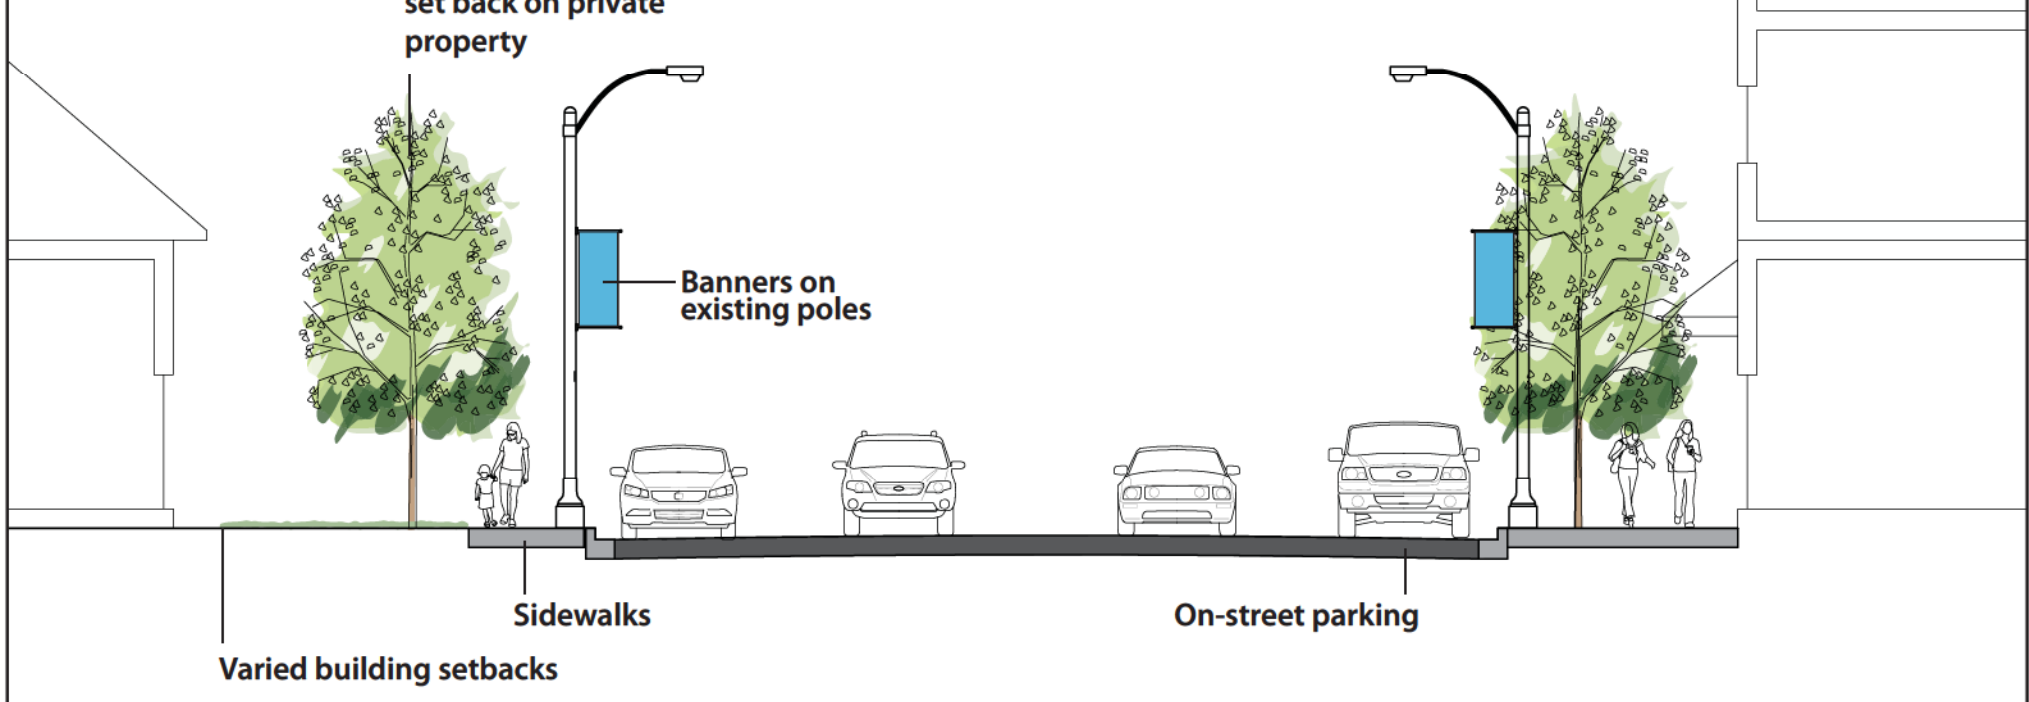 set back on private
property
Banners on
existing poles
Sidewalks
On-street parking
Varied building setbacks